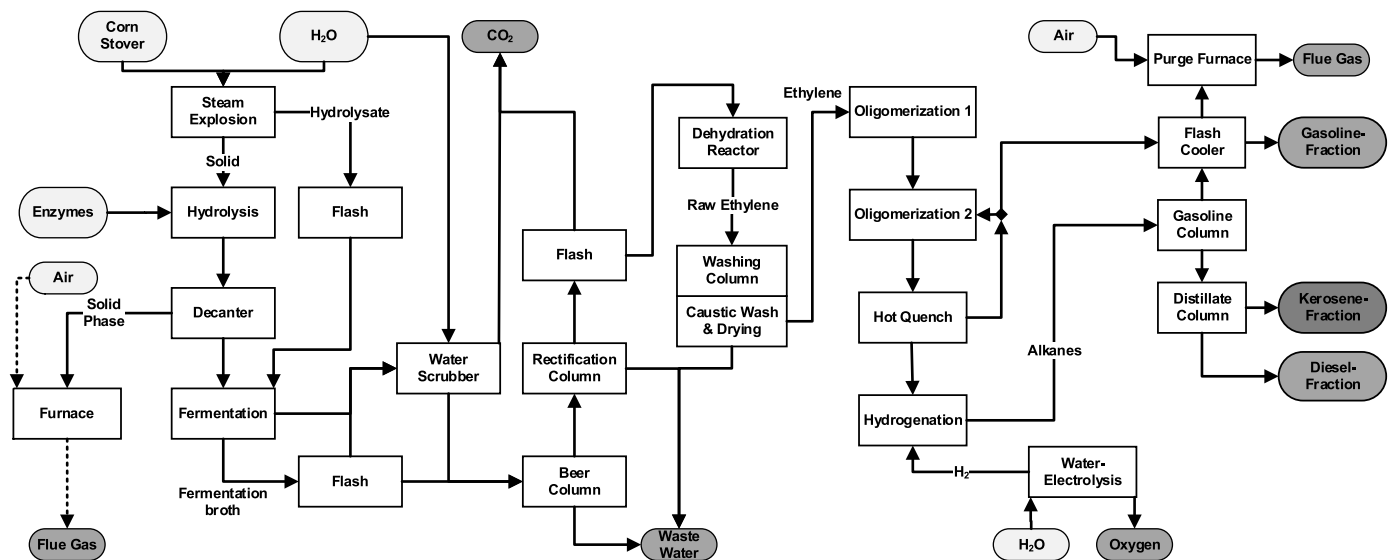 Corn
Stover
H₂O
CO₂
Air
Purge Furnace
Flue Gas
Steam
Explosion
Hydrolysate
Ethylene
Oligomerization 1
Dehydration
Reactor
Flash
Cooler
Gasoline-
Fraction
Solid
Enzymes
Hydrolysis
Flash
Raw Ethylene
Oligomerization 2
Gasoline
Column
Flash
Washing
Column
Air
Solid
Phase
Decanter
Caustic Wash
& Drying
Hot Quench
Distillate
Column
Kerosene-
Fraction
Water
Scrubber
Rectification
Column
Alkanes
Diesel-
Fraction
Furnace
Fermentation
Hydrogenation
Flash
Beer
Column
H₂
Water-
Electrolysis
Fermentation
broth
Flue Gas
Waste
Water
H₂O
Oxygen